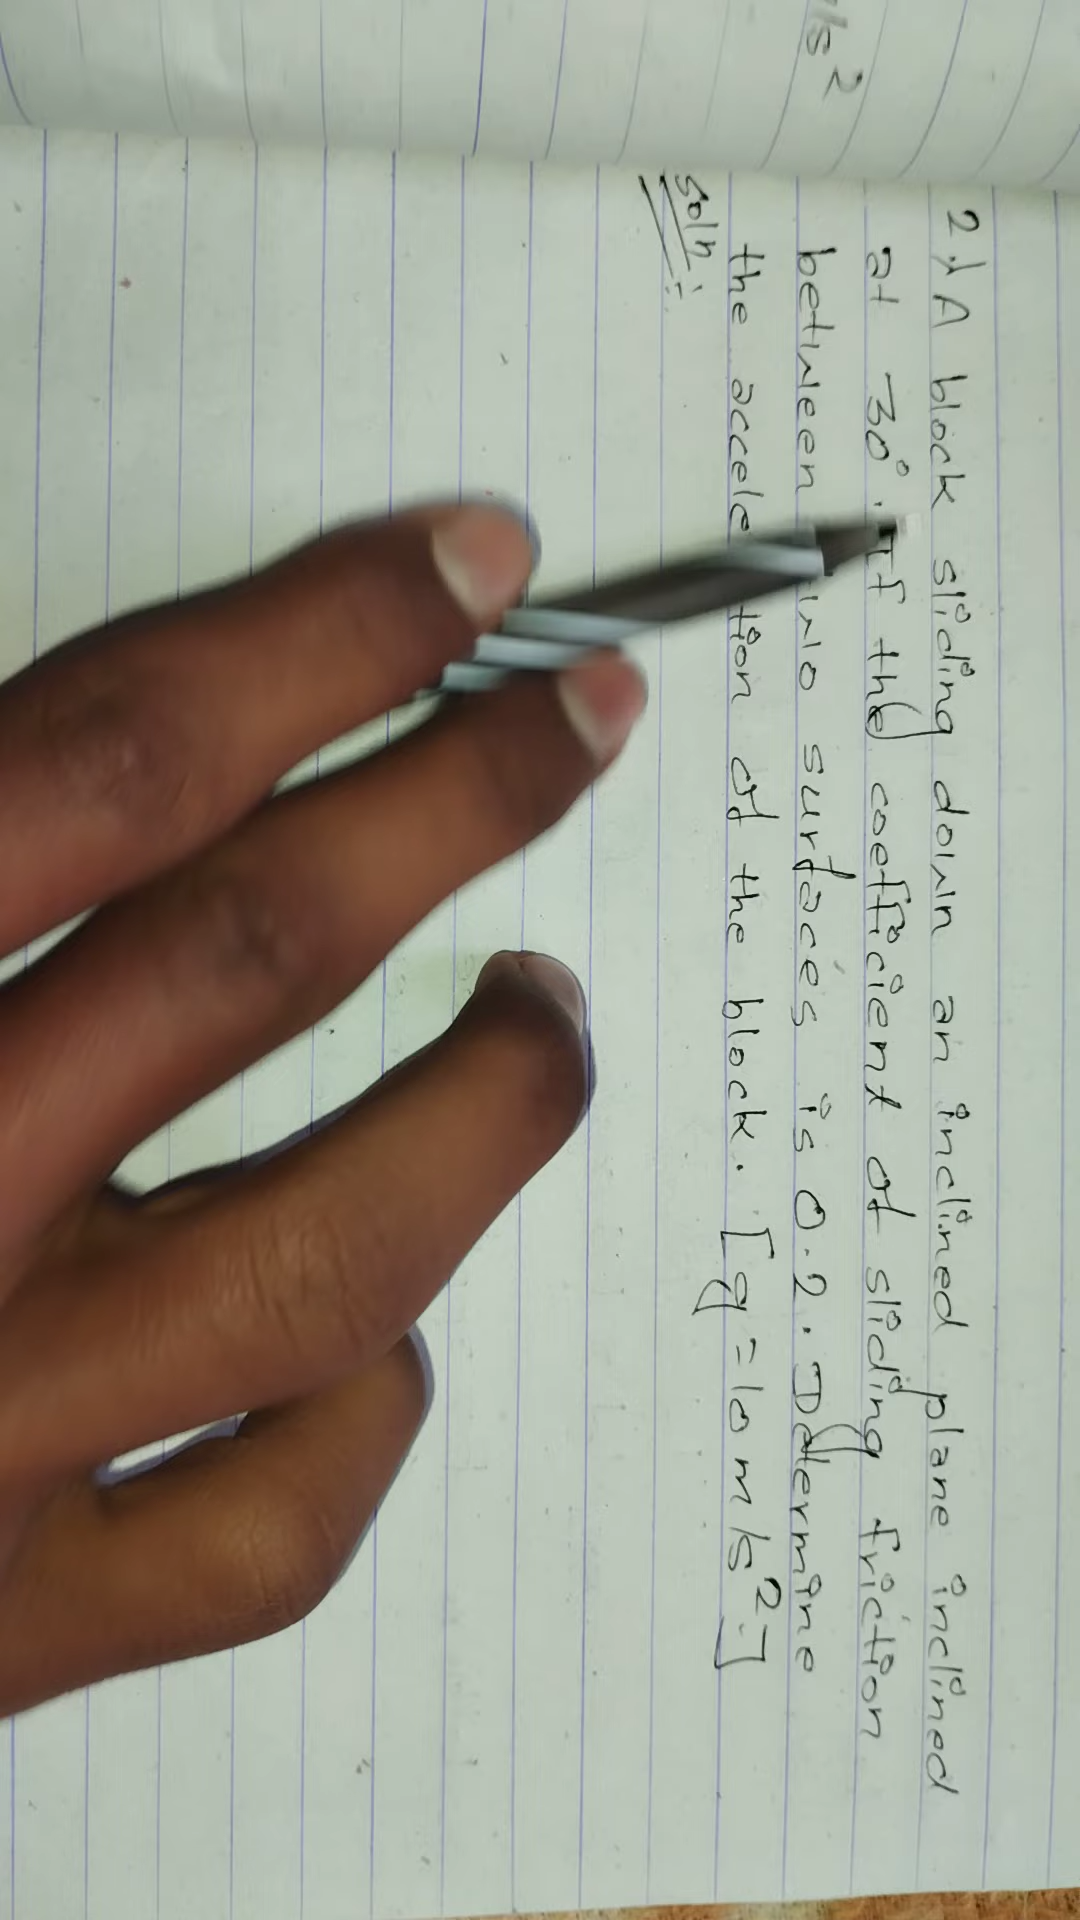 /s²
2) A block sliding down an inclined plane inclined
at 30°. If the coefficient of sliding friction
between two surfaces is 0.2. Determine
the of the block. [g = 10 m/s².]
Soln:-